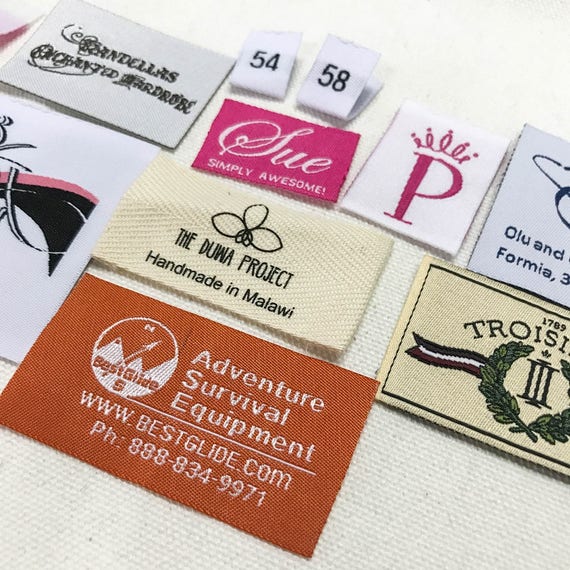 54
58
Sue
SIMPLY AWESOME!
P
THE DUWA PROJECT
Handmade in Malawi
Olu and
Formia, 3
1789
TROISI
III
N
BestGlide
S
Adventure
Survival
Equipment
WWW.BESTGLIDE.COM
Ph: 888-834-9971